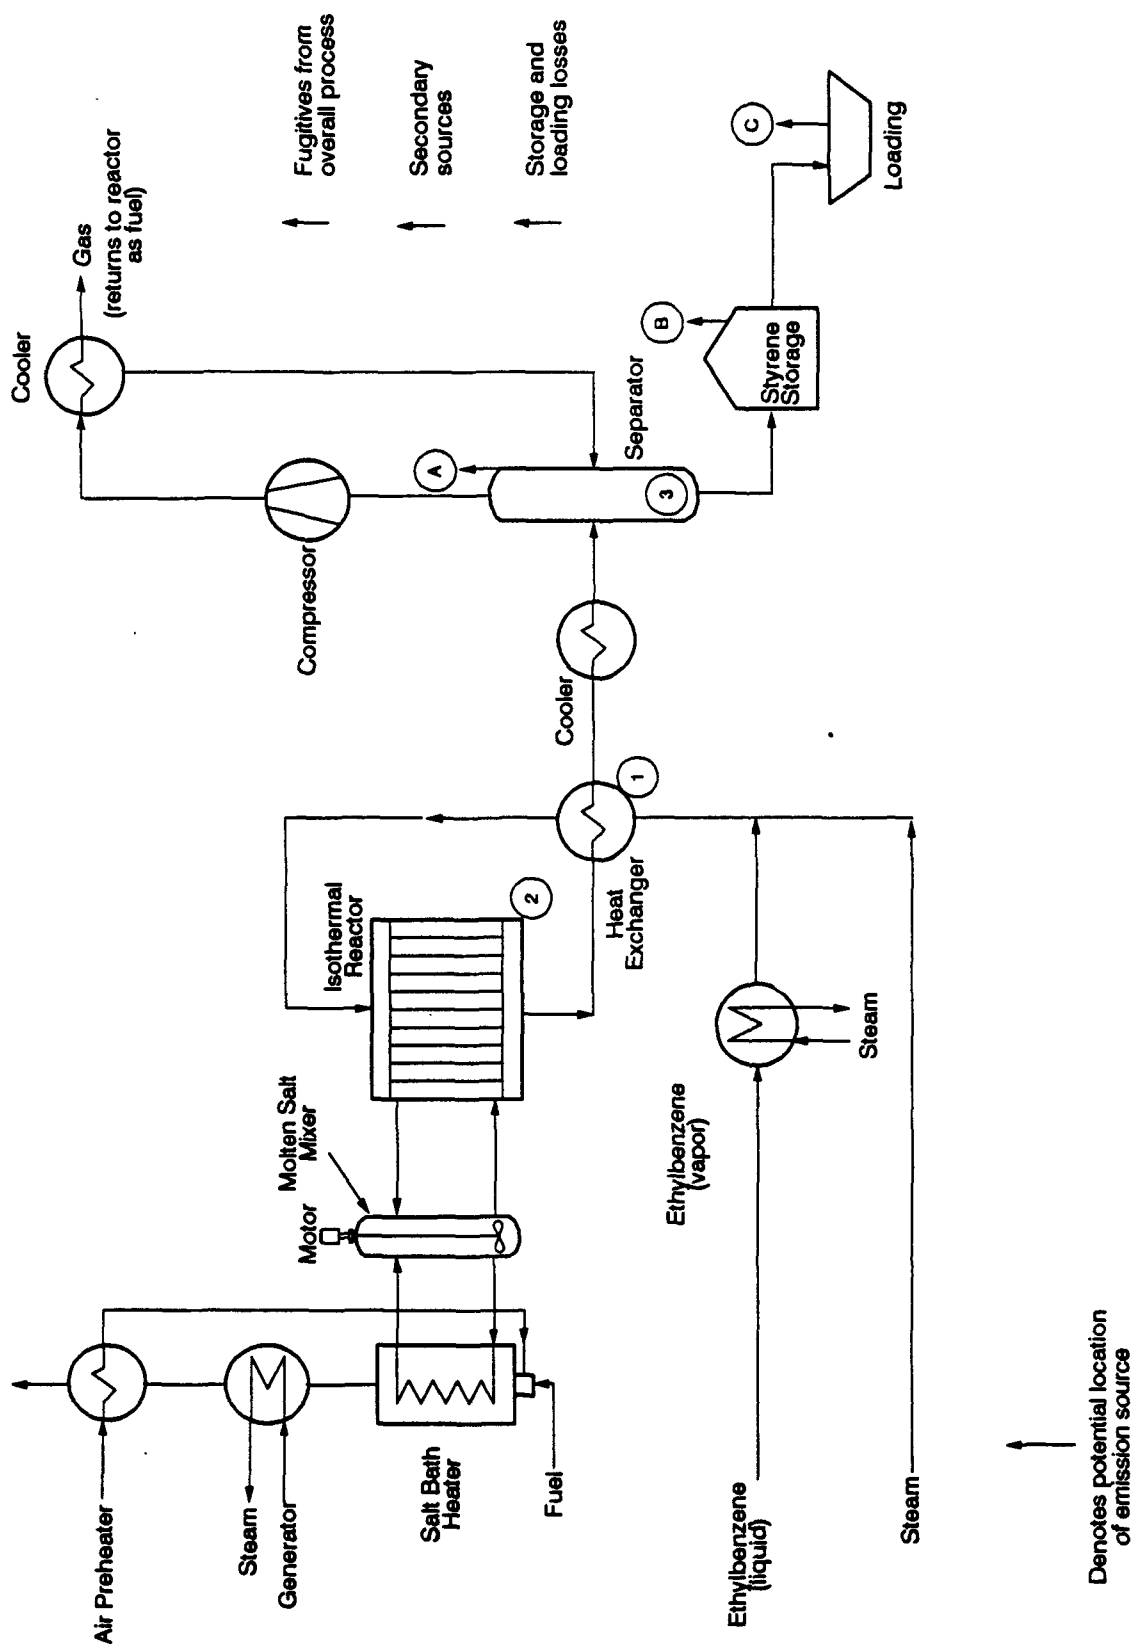 Cooler
Gas
(returns to reactor
as fuel)
Fugitives from
overall process
Secondary
sources
Storage and
loading losses
Compressor
A
3
Separator
B
Styrene
Storage
C
Loading
Cooler
1
Heat
Exchanger
2
Isothermal
Reactor
Molten Salt
Mixer
Motor
Air Preheater
Steam
Generator
Salt Bath
Heater
Fuel
Ethylbenzene
(vapor)
Steam
Ethylbenzene
(liquid)
Steam
Denotes potential location
of emission source